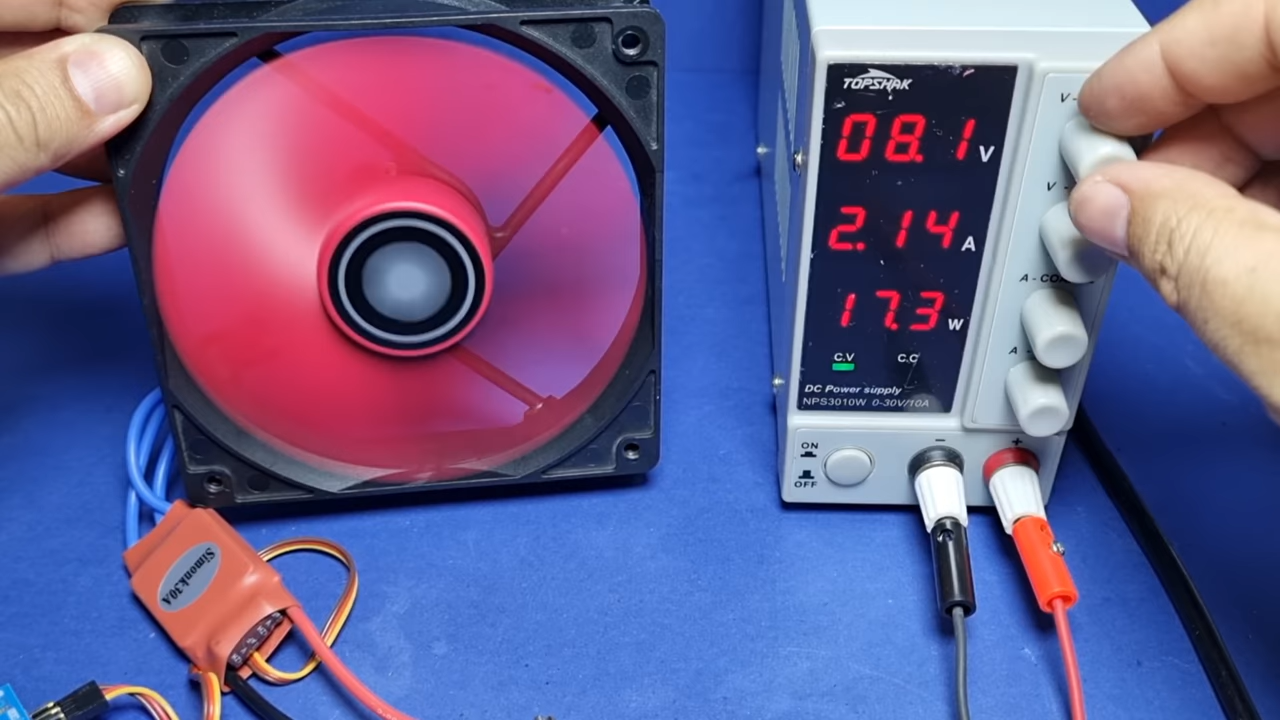 TOPSHAK
08.1 V
2.14 A
17.3 W
C.V C.C
DC Power supply
NPS3010W 0-30V/10A
V-
V-
A-
ON
OFF
- +
Simonk30A